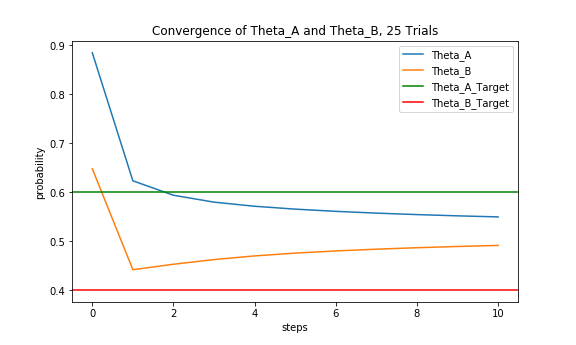 Convergence of Theta_A and Theta_B, 25 Trials
0.9
0.8
0.7
0.6
0.5
0.4
probability
Theta_A
Theta_B
Theta_A_Target
Theta_B_Target
0 2 4 6 8 10
steps